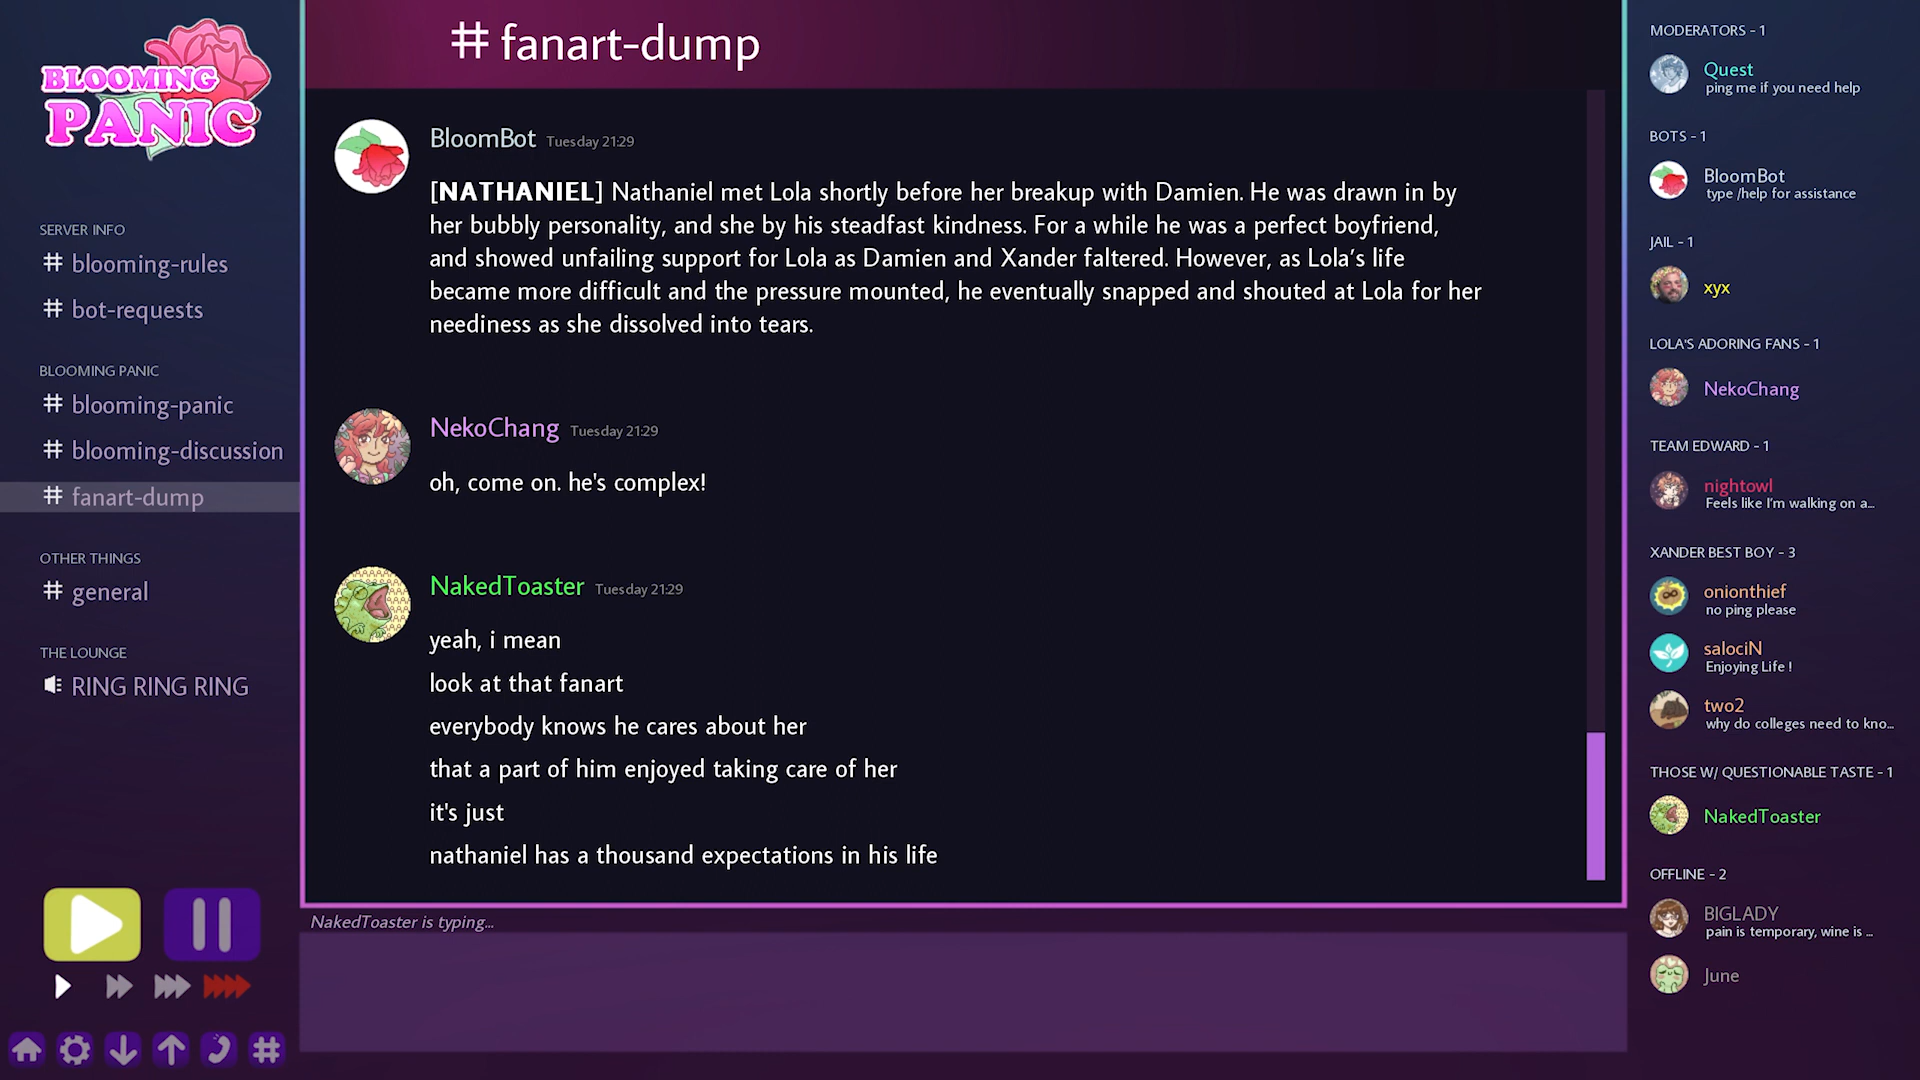 BLOOMING
PANIC
SERVER INFO
# blooming-rules
# bot-requests
BLOOMING PANIC
# blooming-panic
# blooming-discussion
# fanart-dump
OTHER THINGS
# general
THE LOUNGE
RING RING RING
# fanart-dump
BloomBot Tuesday 21:29
[NATHANIEL] Nathaniel met Lola shortly before her breakup with Damien. He was drawn in by
her bubbly personality, and she by his steadfast kindness. For a while he was a perfect boyfriend,
and showed unfailing support for Lola as Damien and Xander faltered. However, as Lola’s life
became more difficult and the pressure mounted, he eventually snapped and shouted at Lola for her
neediness as she dissolved into tears.
NekoChang Tuesday 21:29
oh, come on. he's complex!
NakedToaster Tuesday 21:29
yeah, i mean
look at that fanart
everybody knows he cares about her
that a part of him enjoyed taking care of her
it's just
nathaniel has a thousand expectations in his life
NakedToaster is typing...
MODERATORS - 1
Quest
ping me if you need help
BOTS - 1
BloomBot
type /help for assistance
JAIL - 1
xyx
LOLA'S ADORING FANS - 1
NekoChang
TEAM EDWARD - 1
nightowl
Feels like I’m walking on a...
XANDER BEST BOY - 3
onionthief
no ping please
salociN
Enjoying Life !
two2
why do colleges need to kno...
THOSE W/ QUESTIONABLE TASTE - 1
NakedToaster
OFFLINE - 2
BIGLADY
pain is temporary, wine is ...
June